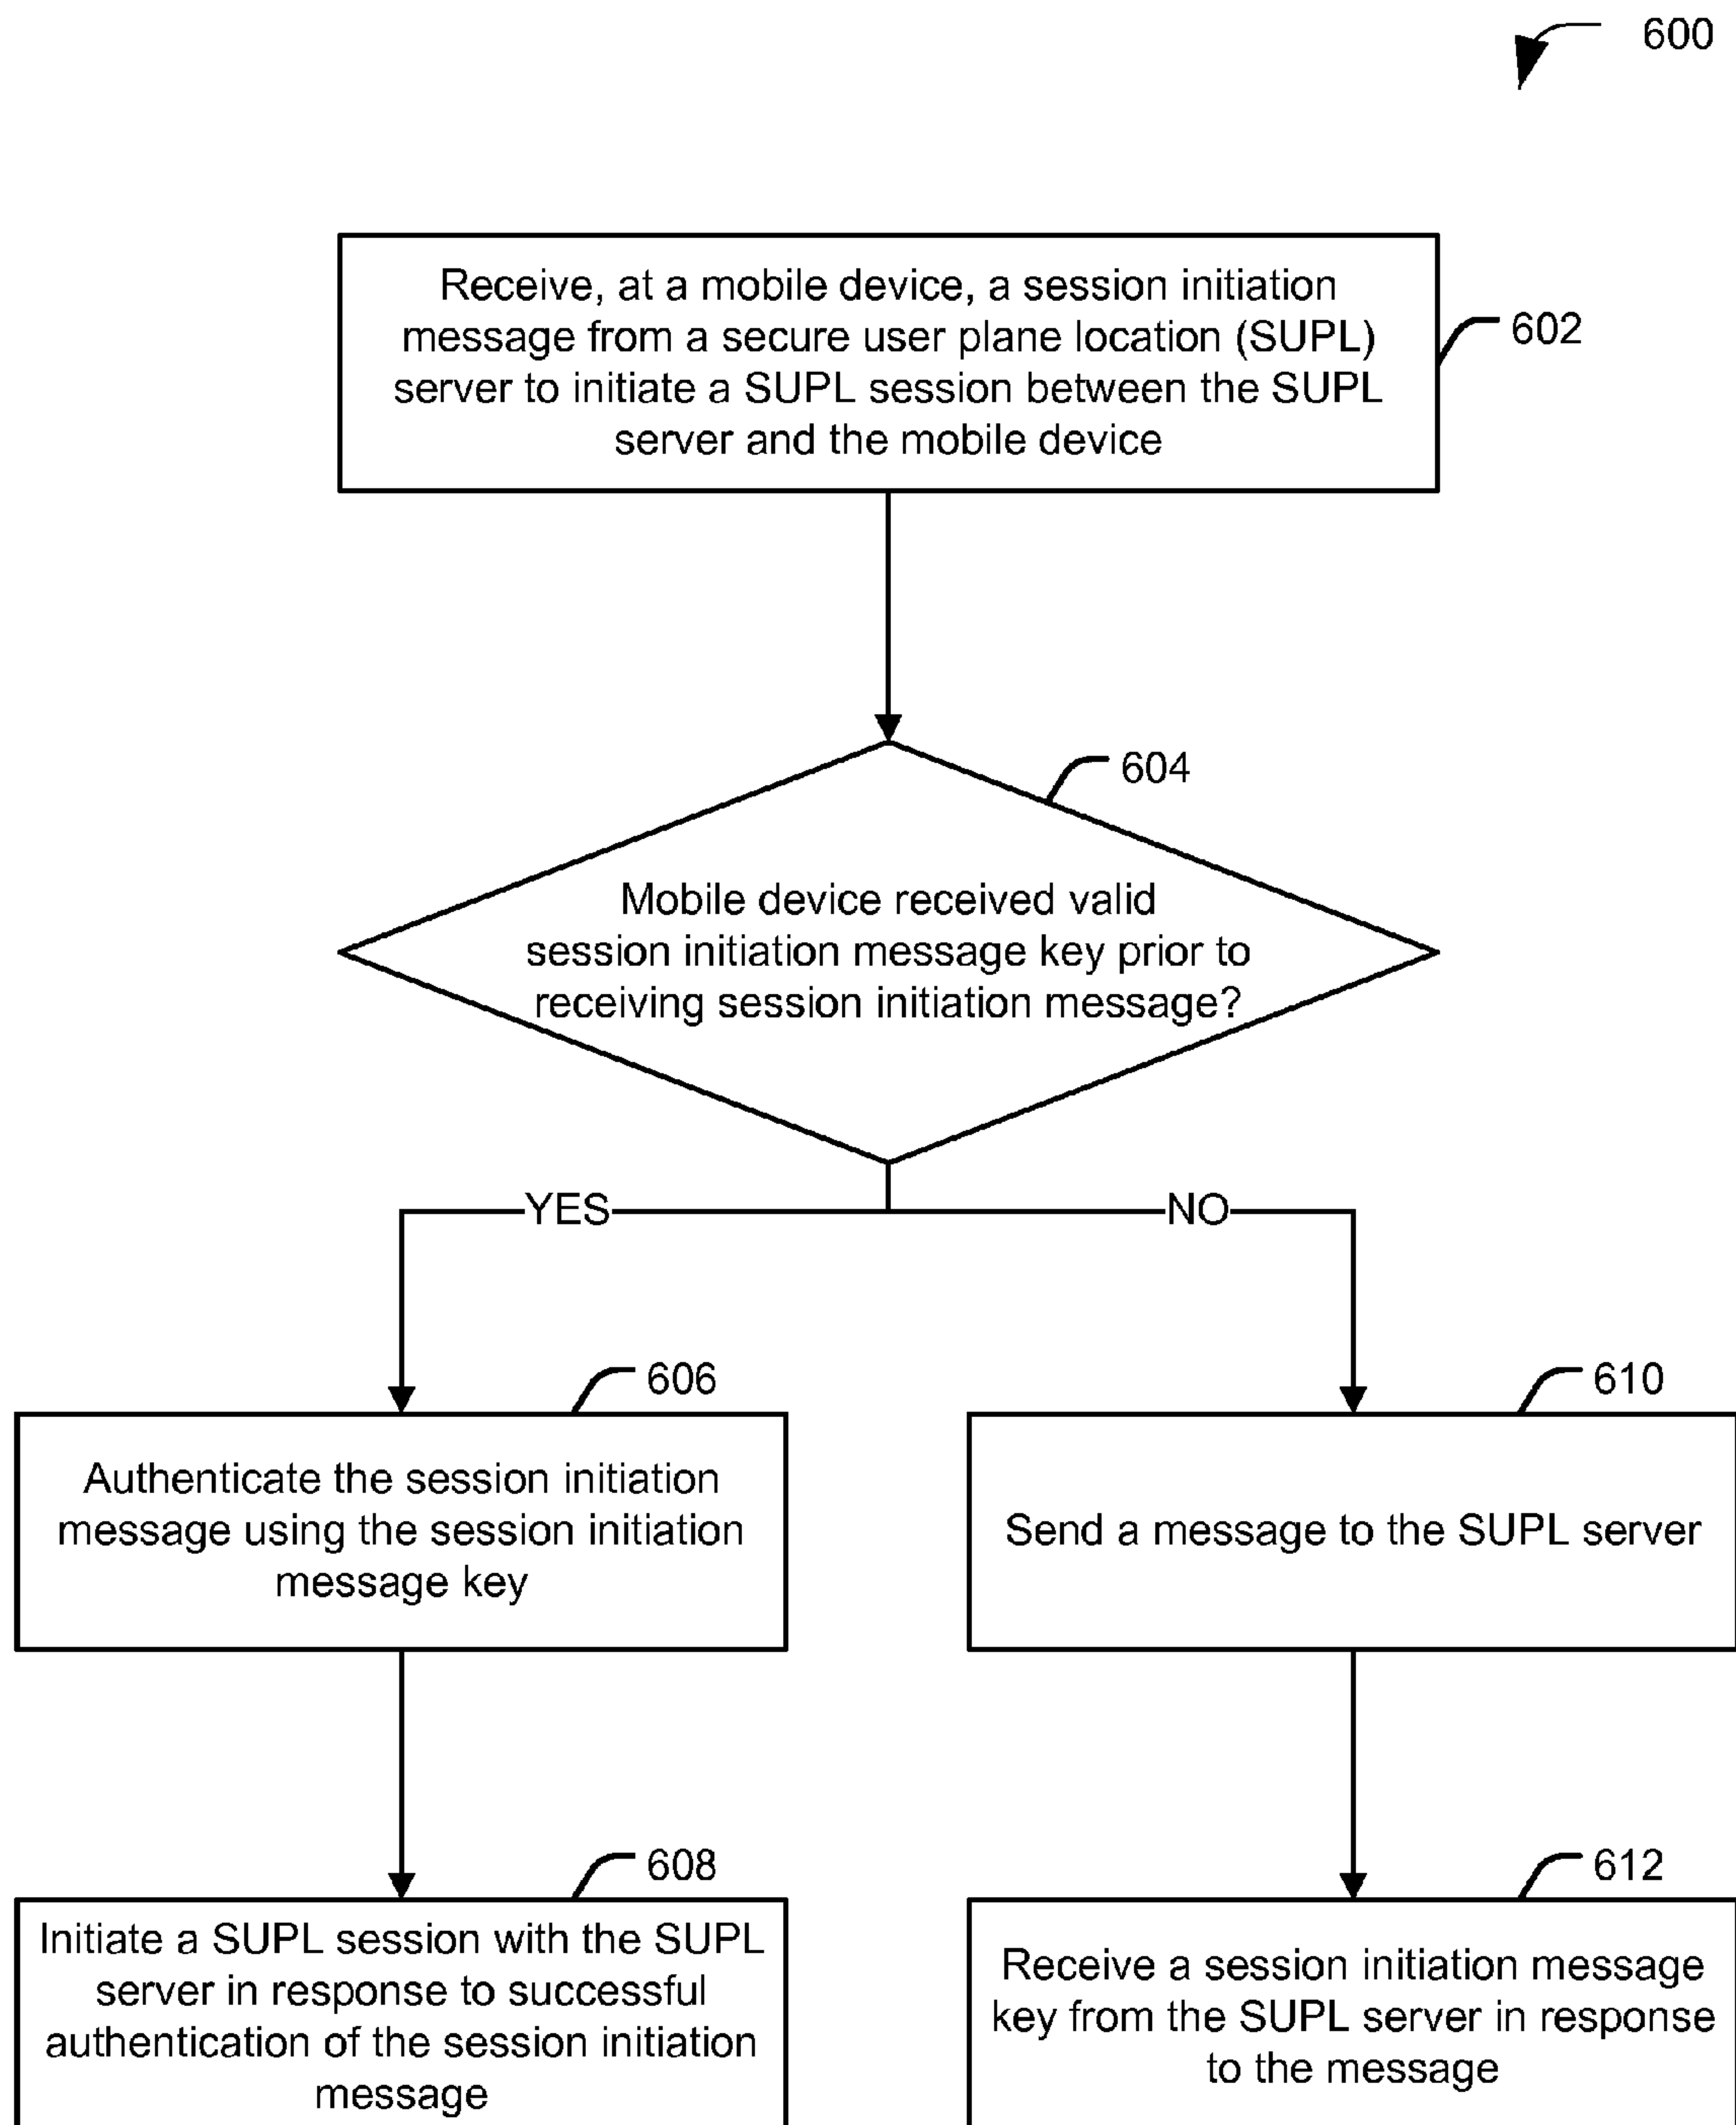 600
Receive, at a mobile device, a session initiation
message from a secure user plane location (SUPL)
server to initiate a SUPL session between the SUPL
server and the mobile device
602
604
Mobile device received valid
session initiation message key prior to
receiving session initiation message?
YES
NO
606
Authenticate the session initiation
message using the session initiation
message key
610
Send a message to the SUPL server
608
Initiate a SUPL session with the SUPL
server in response to successful
authentication of the session initiation
message
612
Receive a session initiation message
key from the SUPL server in response
to the message